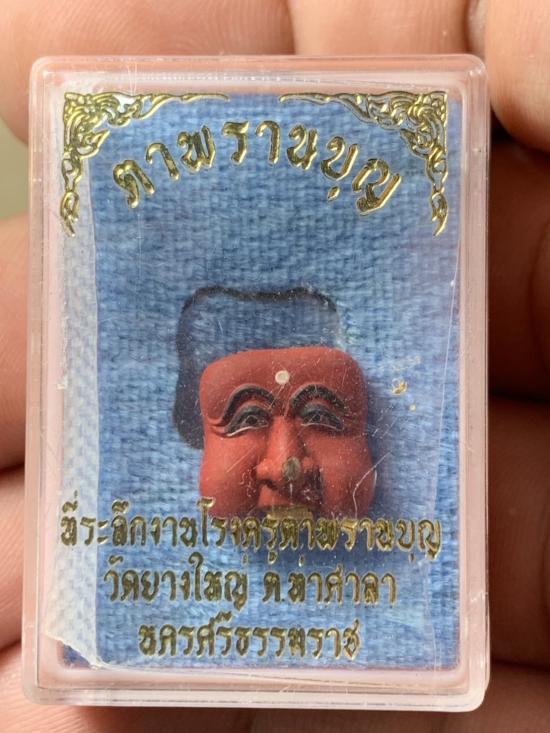 ตาพรานบุญ
ที่ระลึกงานโรงครูตาพรานบุญ
วัดยางใหญ่ ต.ท่าศาลา
นครศรีธรรมราช